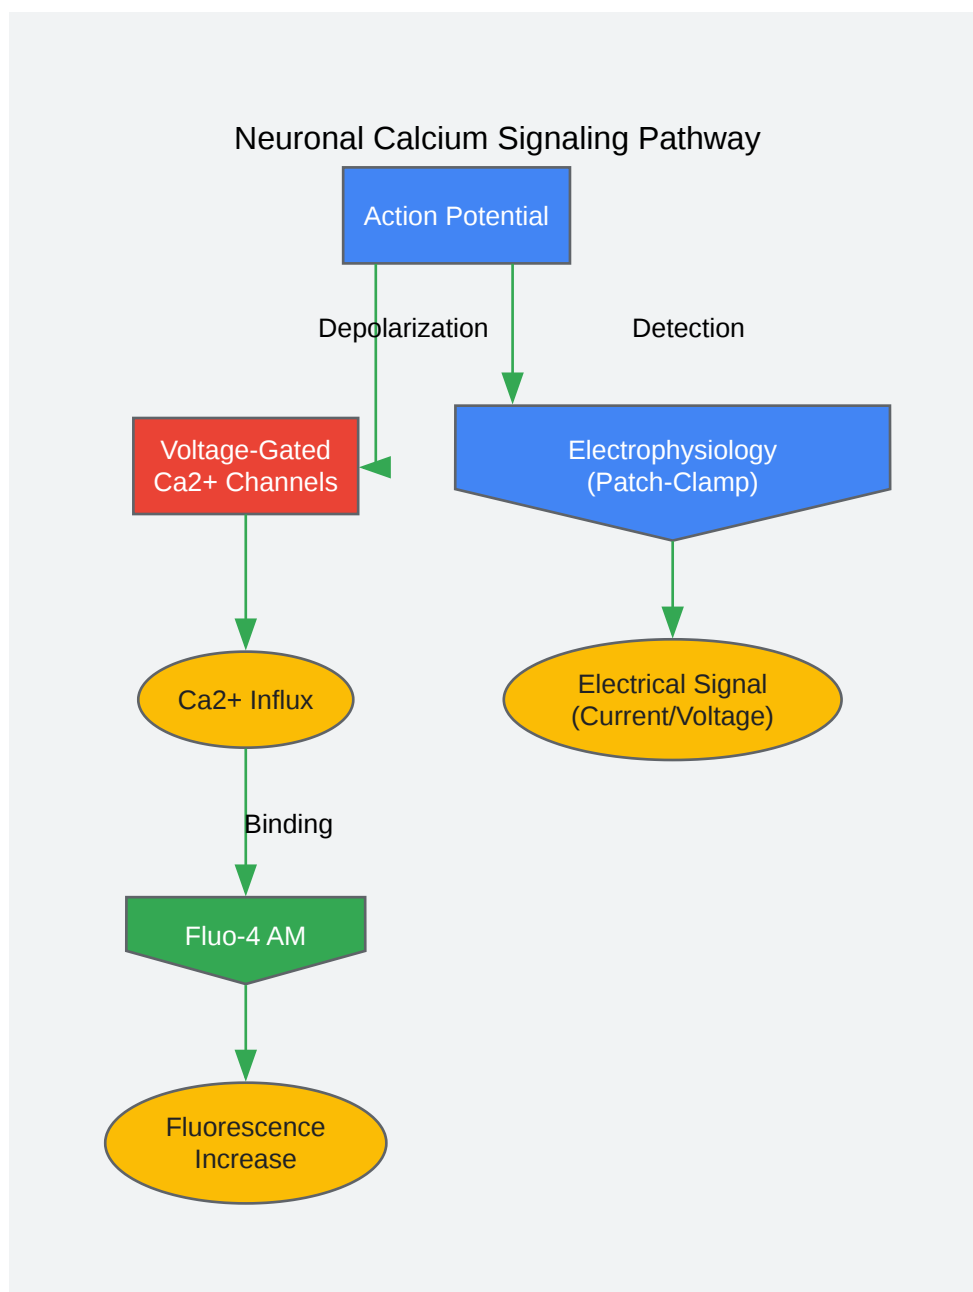 Neuronal Calcium Signaling Pathway
Action Potential
Depolarization
Detection
Voltage-Gated
Ca2+ Channels
Electrophysiology
(Patch-Clamp)
Ca2+ Influx
Electrical Signal
(Current/Voltage)
Binding
Fluo-4 AM
Fluorescence
Increase